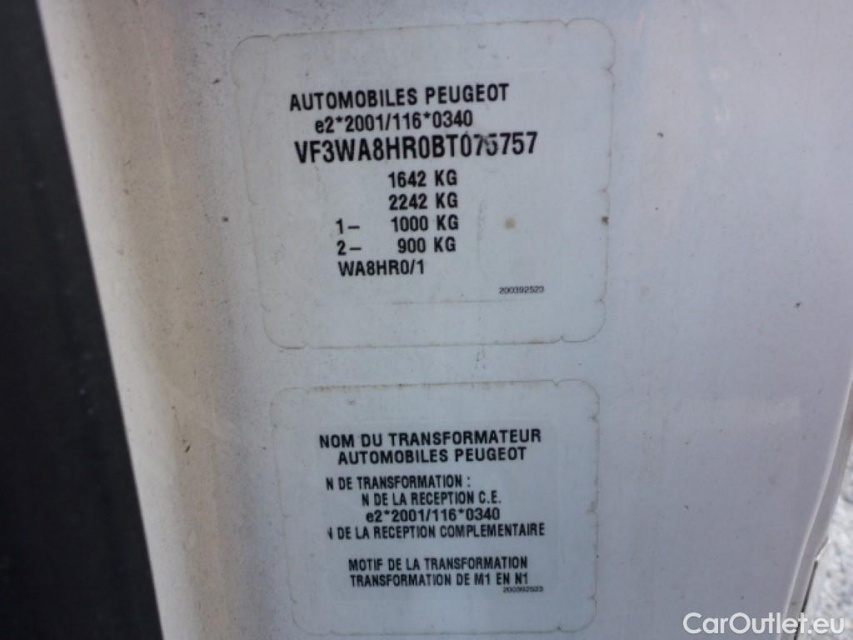 AUTOMOBILES PEUGEOT
e2*2001/116*0340
VF3WA8HR0BT075757
1642 KG
2242 KG
1- 1000 KG
2- 900 KG
WA8HR0/1
200392523
NOM DU TRANSFORMATEUR
AUTOMOBILES PEUGEOT
N DE TRANSFORMATION :
N DE LA RECEPTION C.E.
e2*2001/116*0340
N DE LA RECEPTION COMPLEMENTAIRE
MOTIF DE LA TRANSFORMATION
TRANSFORMATION DE M1 EN N1
200392523
CarOutlet.eu